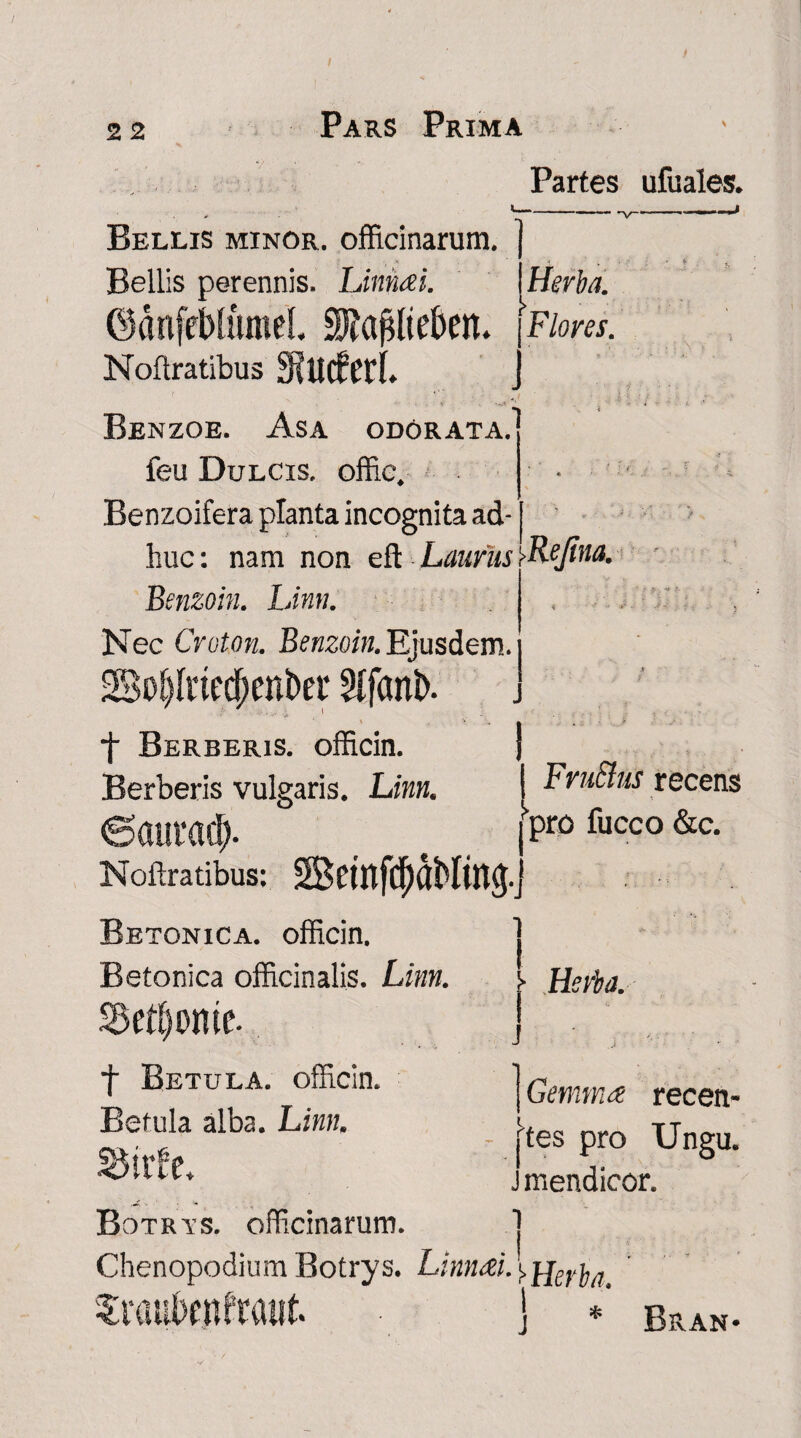 22 Pars Prima
Partes uſuales.
Bellis minor. officinarum.
Bellis perennis. Linnæi.
Gänſeblümel. Maßlieben.
Noſtratibus Ruckerl.
Herba.
Flores.
Benzoe. Asa odorata.
ſeu Dulcis. offic.
Benzoifera planta incognita ad-
huc: nam non eſt Laurus
Benzoin. Linn.
Nec Croton. Benzoin. Ejusdem.
Wohlriechender Aſand.
Reſina.
† Berberis. officin.
Berberis vulgaris. Linn.
Saurach.
Noſtratibus: Weinſchädling.
Fructus recens
pro ſucco &c.
Betonica. officin.
Betonica officinalis. Linn.
Bethonie.
Herba.
† Betula. officin.
Betula alba. Linn.
Birke.
Gemmæ recen-
tes pro Ungu.
mendicor.
Botrys. officinarum.
Chenopodium Botrys. Linnæi.
Traubenkraut.
Herba.
* Bran-